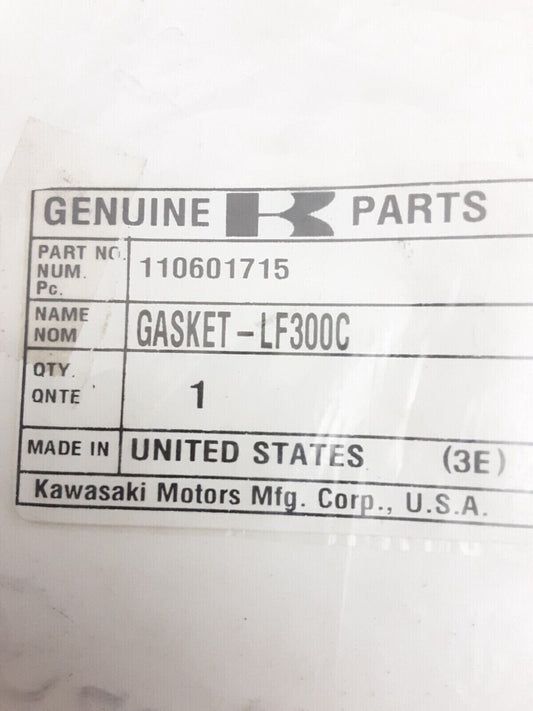 GENUINE K PARTS
PART NO.
NUM.
Pc.
110601715
NAME
NOM
GASKET-LF300C
QTY.
QNTE
1
MADE IN
UNITED STATES (3E)
Kawasaki Motors Mfg. Corp., U.S.A.